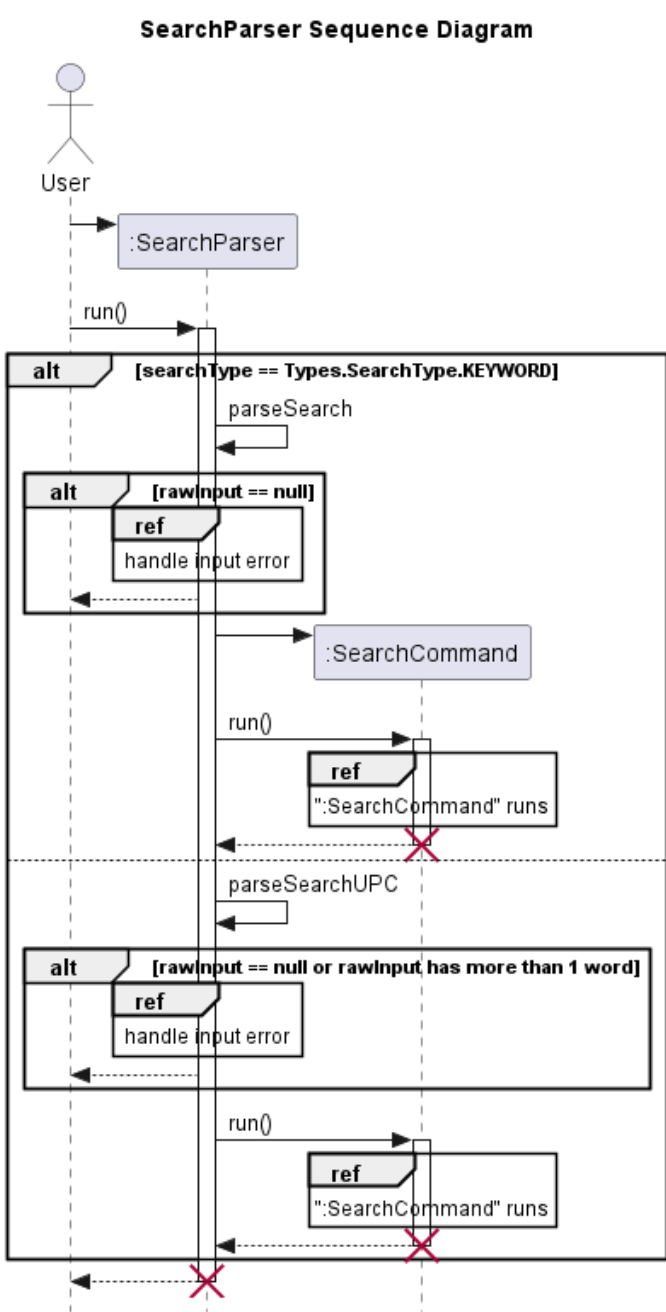 SearchParser Sequence Diagram
User
:SearchParser
run()
alt [searchType == Types.SearchType.KEYWORD]
parseSearch
alt [rawInput == null]
ref
handle input error
:SearchCommand
run()
ref
":SearchCommand" runs
parseSearchUPC
alt [rawInput == null or rawInput has more than 1 word]
ref
handle input error
run()
ref
":SearchCommand" runs